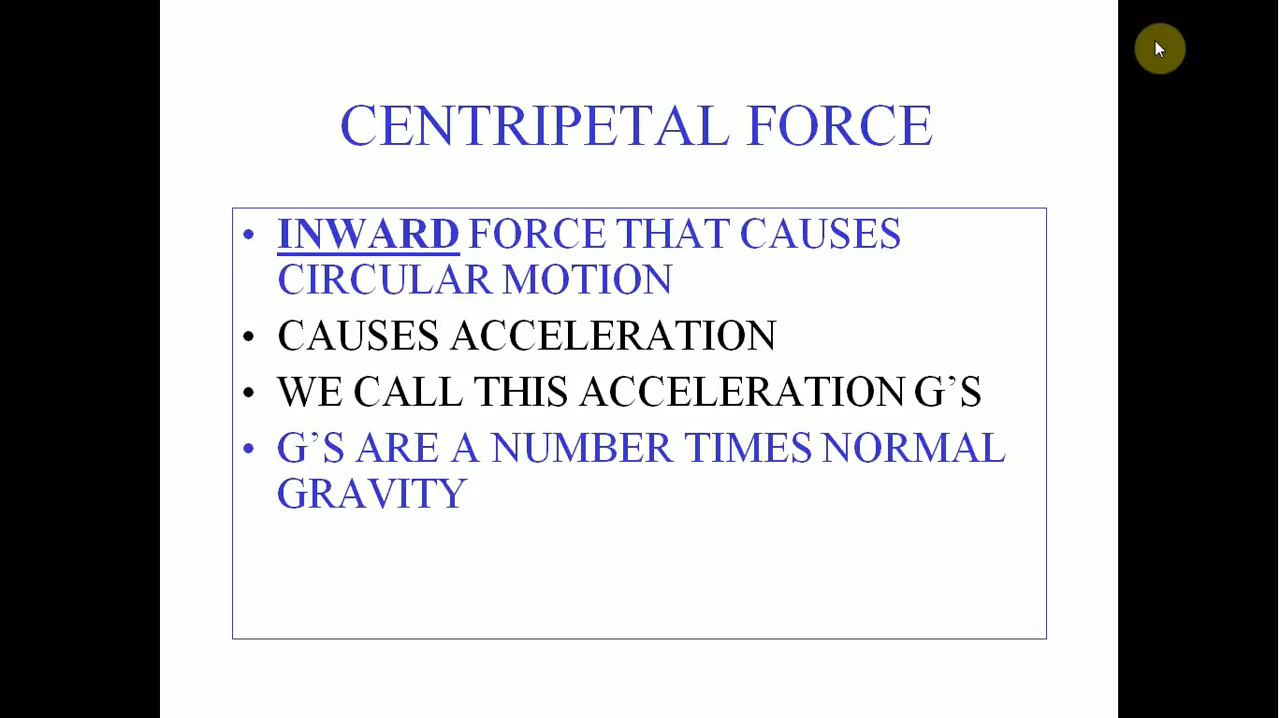 CENTRIPETAL FORCE
• INWARD FORCE THAT CAUSES
CIRCULAR MOTION
• CAUSES ACCELERATION
• WE CALL THIS ACCELERATION G’S
• G’S ARE A NUMBER TIMES NORMAL
GRAVITY